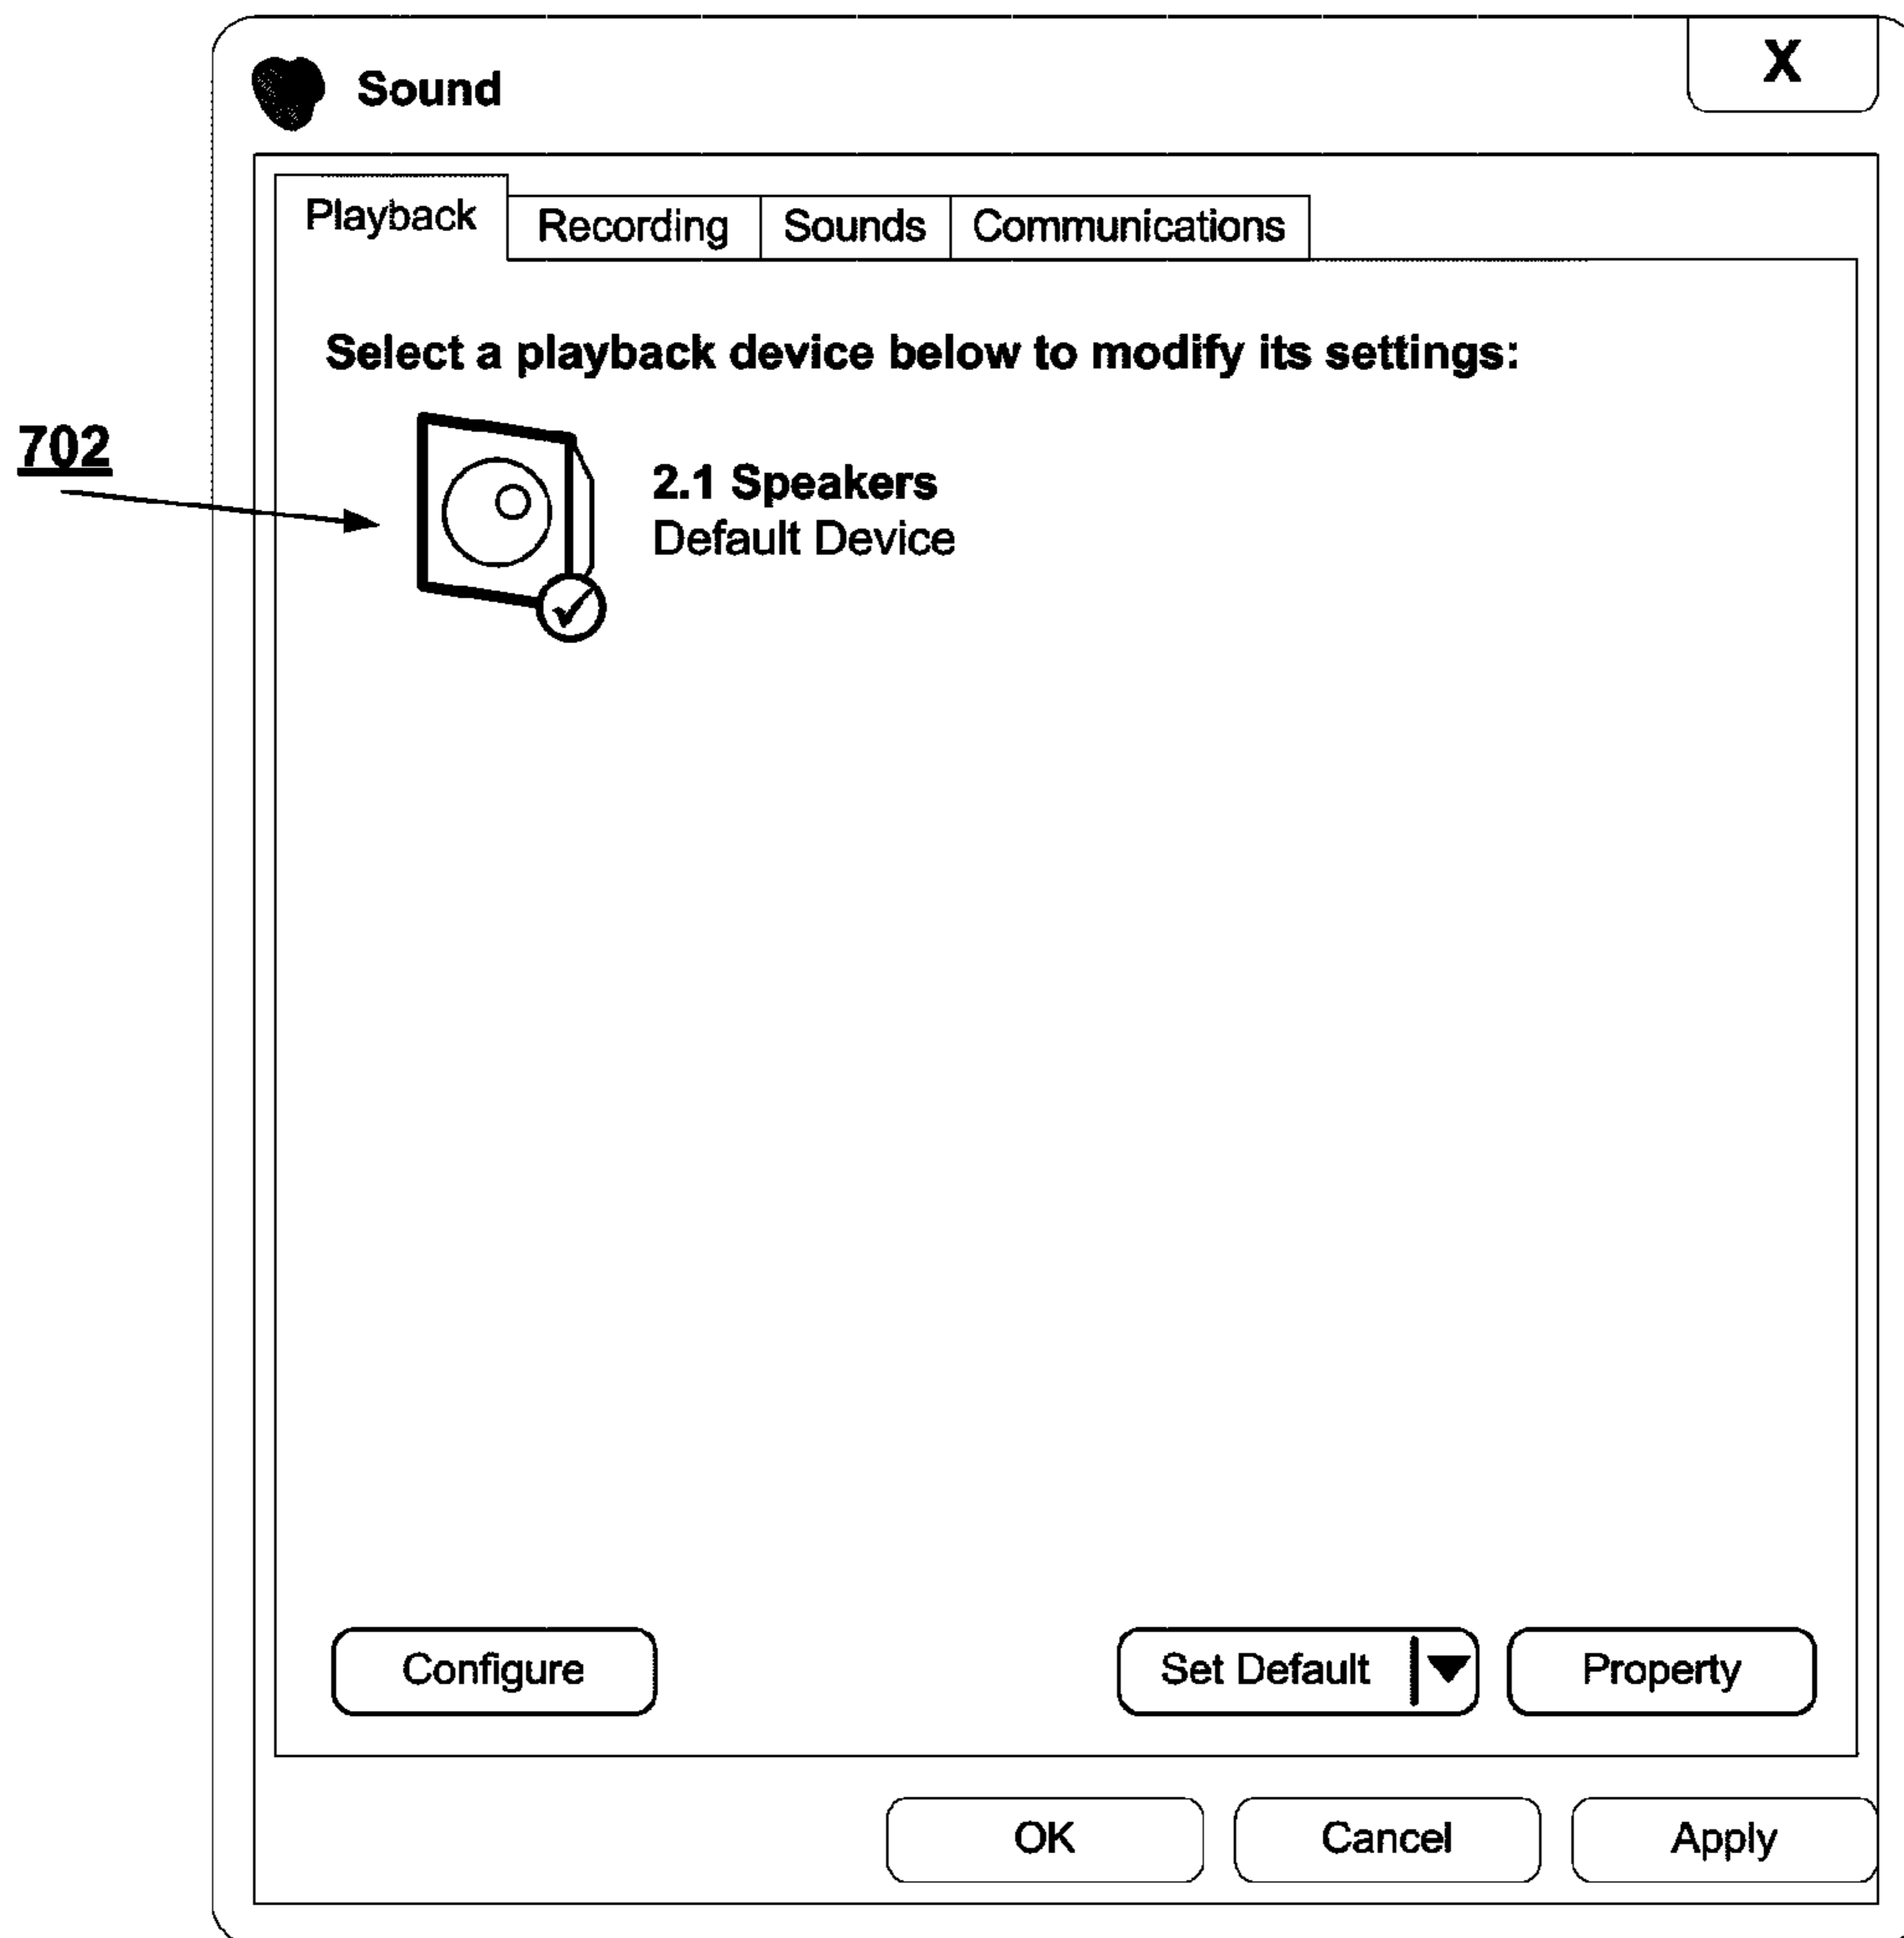 Sound
X
Playback
Recording
Sounds
Communications
Select a playback device below to modify its settings:
702
2.1 Speakers
Default Device
Configure
Set Default
Property
OK
Cancel
Apply